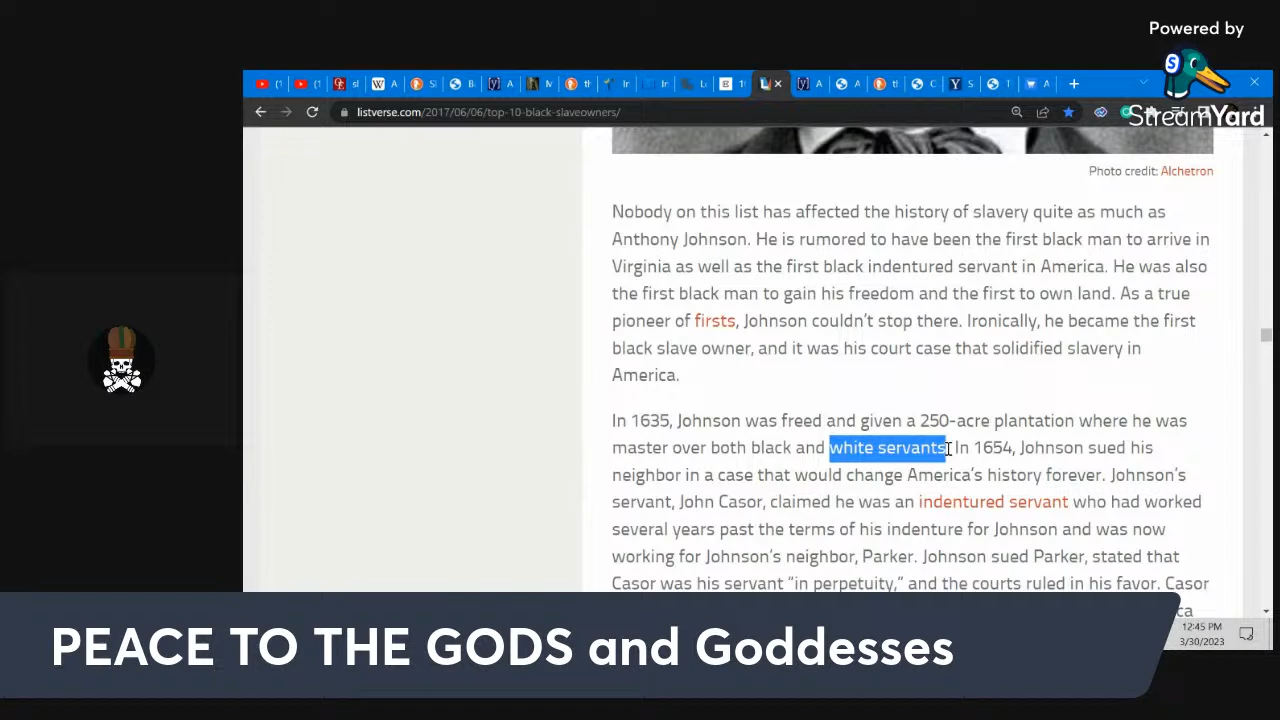 Powered by
StreamYard
listverse.com/2017/06/06/top-10-black-slaveowners/
Photo credit: Alchetron
Nobody on this list has affected the history of slavery quite as much as
Anthony Johnson. He is rumored to have been the first black man to arrive in
Virginia as well as the first black indentured servant in America. He was also
the first black man to gain his freedom and the first to own land. As a true
pioneer of firsts, Johnson couldn't stop there. Ironically, he became the first
black slave owner, and it was his court case that solidified slavery in
America.
In 1635, Johnson was freed and given a 250-acre plantation where he was
master over both black and white servants. In 1654, Johnson sued his
neighbor in a case that would change America's history forever. Johnson's
servant, John Casor, claimed he was an indentured servant who had worked
several years past the terms of his indenture for Johnson and was now
working for Johnson's neighbor, Parker. Johnson sued Parker, stated that
Casor was his servant “in perpetuity,” and the courts ruled in his favor. Casor
12:45 PM
3/30/2023
PEACE TO THE GODS and Goddesses